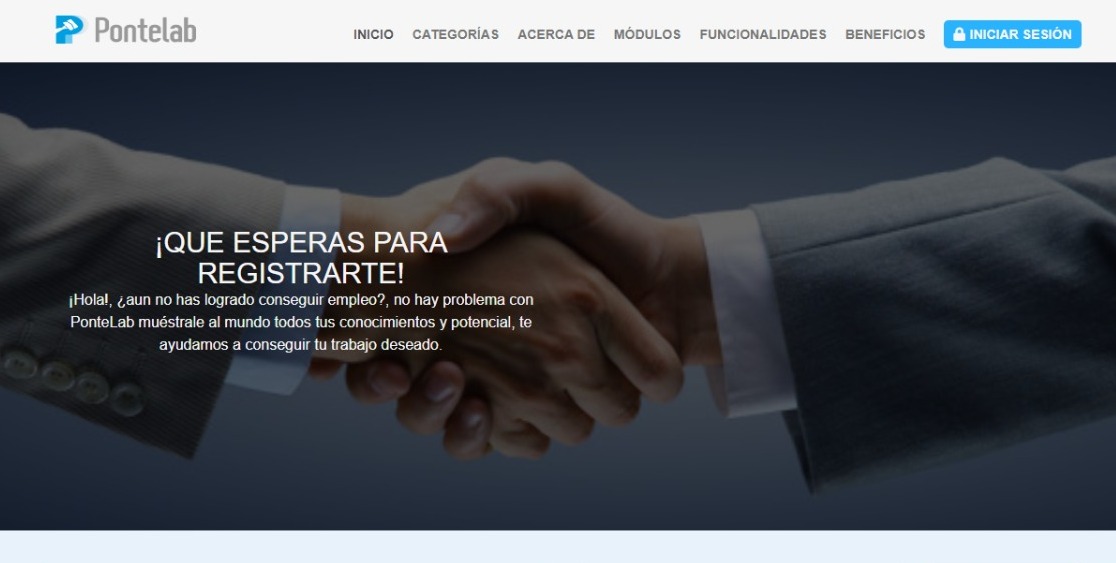 Pontelab
INICIO CATEGORÍAS ACERCA DE MÓDULOS FUNCIONALIDADES BENEFICIOS INICIAR SESIÓN
¡QUE ESPERAS PARA
REGISTRARTE!
¡Hola!, ¿aun no has logrado conseguir empleo?, no hay problema con
PonteLab muéstrale al mundo todos tus conocimientos y potencial, te
ayudamos a conseguir tu trabajo deseado.